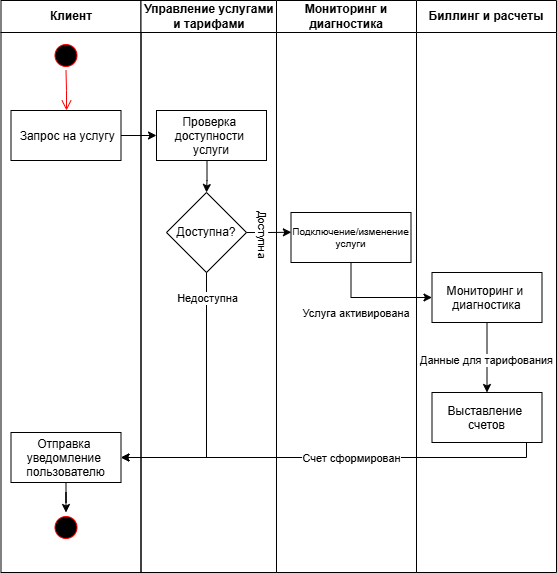 Клиент
Управление услугами
и тарифами
Мониторинг и
диагностика
Биллинг и расчеты
Запрос на услугу
Проверка
доступности
услуги
Доступна?
Доступна
Подключение/изменение
услуги
Недоступна
Услуга активирована
Мониторинг и
диагностика
Данные для тарифования
Выставление
счетов
Отправка
уведомление
пользователю
Счет сформирован